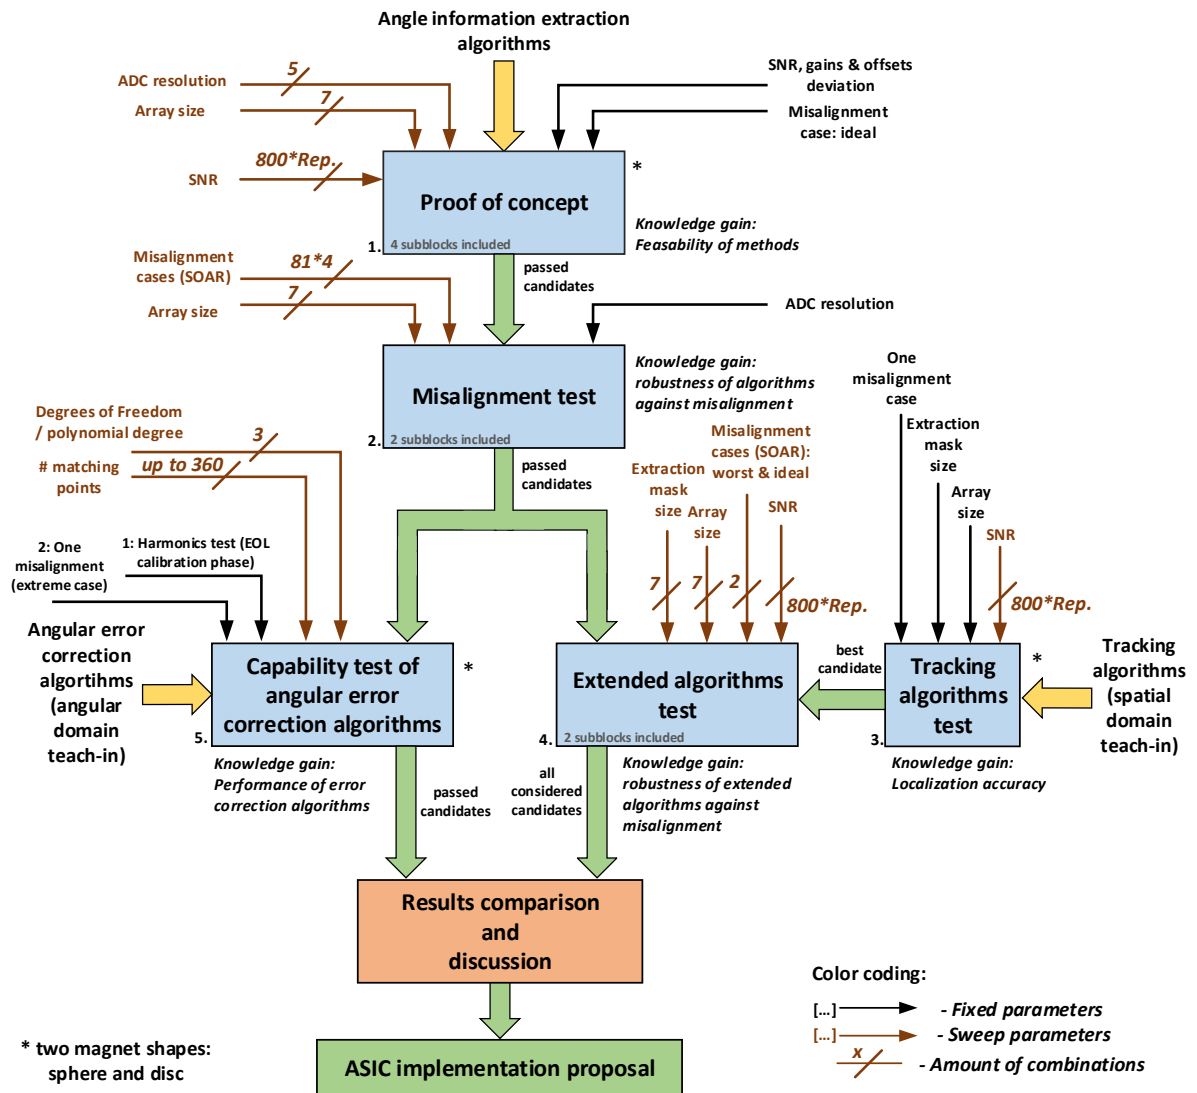 Angle information extraction
algorithms
ADC resolution
5
Array size
7
SNR, gains & offsets
deviation
Misalignment
case: ideal
SNR
800*Rep.
*
Proof of concept
1.
4 subblocks included
Knowledge gain:
Feasability of methods
Misalignment
cases (SOAR)
81*4
Array size
7
passed
candidates
ADC resolution
Misalignment test
2.
2 subblocks included
Knowledge gain:
robustness of algorithms
against misalignment
One
misalignment
case
Extraction
mask
size
Array
size
SNR
800*Rep.
Degrees of Freedom
/ polynomial degree
3
# matching
points
up to 360
passed
candidates
Extraction
mask
size
Array
size
Misalignment
cases (SOAR):
worst & ideal
SNR
7
7
2
800*Rep.
2: One
misalignment
(extreme case)
1: Harmonics test (EOL
calibration phase)
Angular error
correction
algortihms
(angular
domain
teach-in)
Capability test of
angular error
correction algorithms
*
5.
Knowledge gain:
Performance of error
correction algorithms
Extended algorithms
test
4.
2 subblocks included
Knowledge gain:
robustness of extended
algorithms against
misalignment
best
candidate
Tracking
algorithms
test
*
3.
Knowledge gain:
Localization accuracy
Tracking
algorithms
(spatial
domain
teach-in)
passed
candidates
all
considered
candidates
Results comparison
and
discussion
ASIC implementation proposal
* two magnet shapes:
sphere and disc
Color coding:
[...] - Fixed parameters
[...] - Sweep parameters
x - Amount of combinations